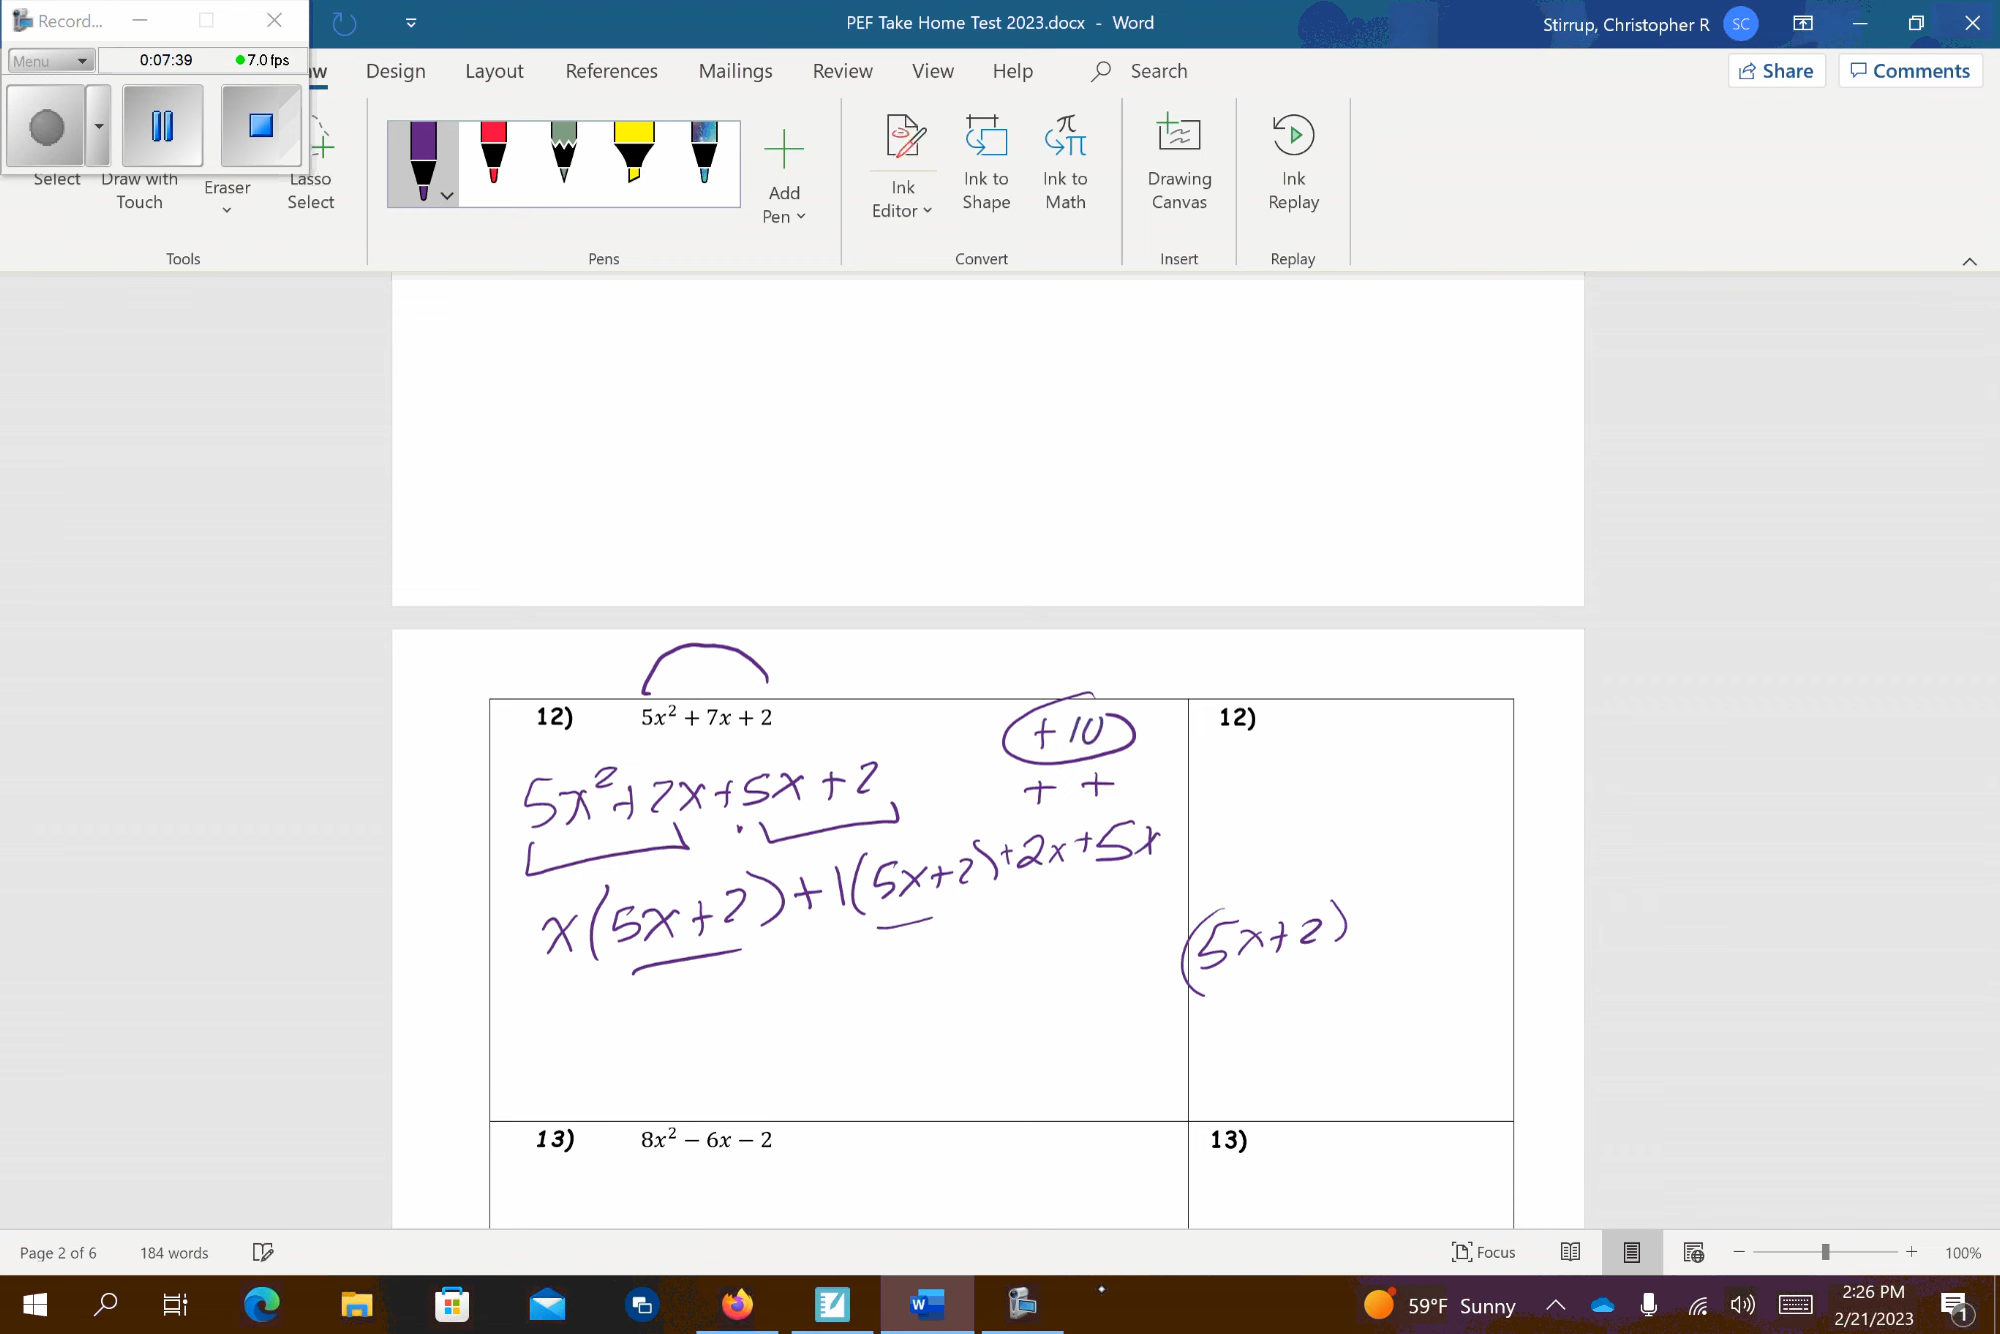 Record...
PEF Take Home Test 2023.docx - Word
Stirrup, Christopher R SC
Menu 0:07:39 7.0 fps
Design Layout References Mailings Review View Help Search
Share Comments
Select Draw with Touch Eraser Lasso Select
Add Pen
Ink Editor
Ink to Shape
Ink to Math
Drawing Canvas
Ink Replay
Tools Pens Convert Insert Replay
12) 5x² + 7x + 2
+10
12)
5x²+2x+5x+2
+ +
x(5x+2)+1(5x+2)
+2x+5x
(5x+2)
13) 8x² − 6x − 2
13)
Page 2 of 6 184 words
Focus
100%
59°F Sunny
2:26 PM
2/21/2023
1